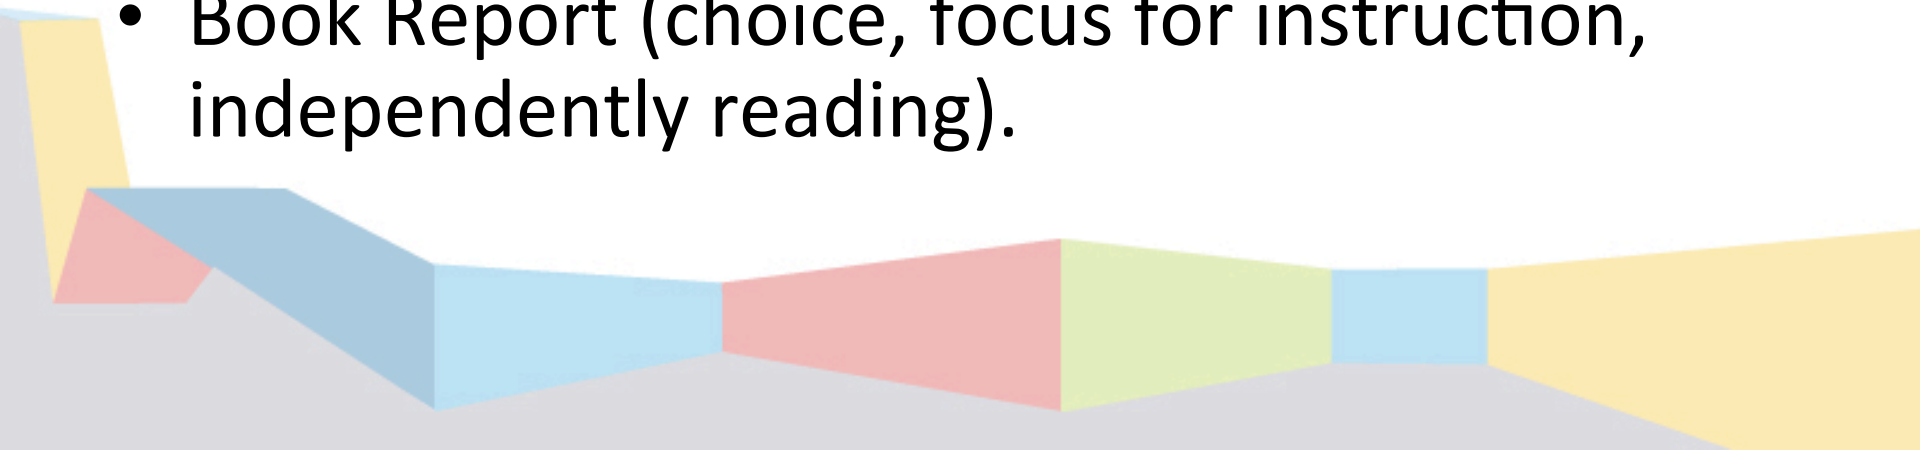 • Book Report (choice, focus for instruction,
independently reading).